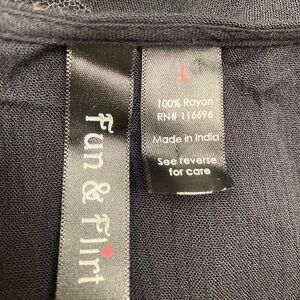 Fun & Flirt
L
100% Rayon
RN# 116696
Made in India
See reverse
for care